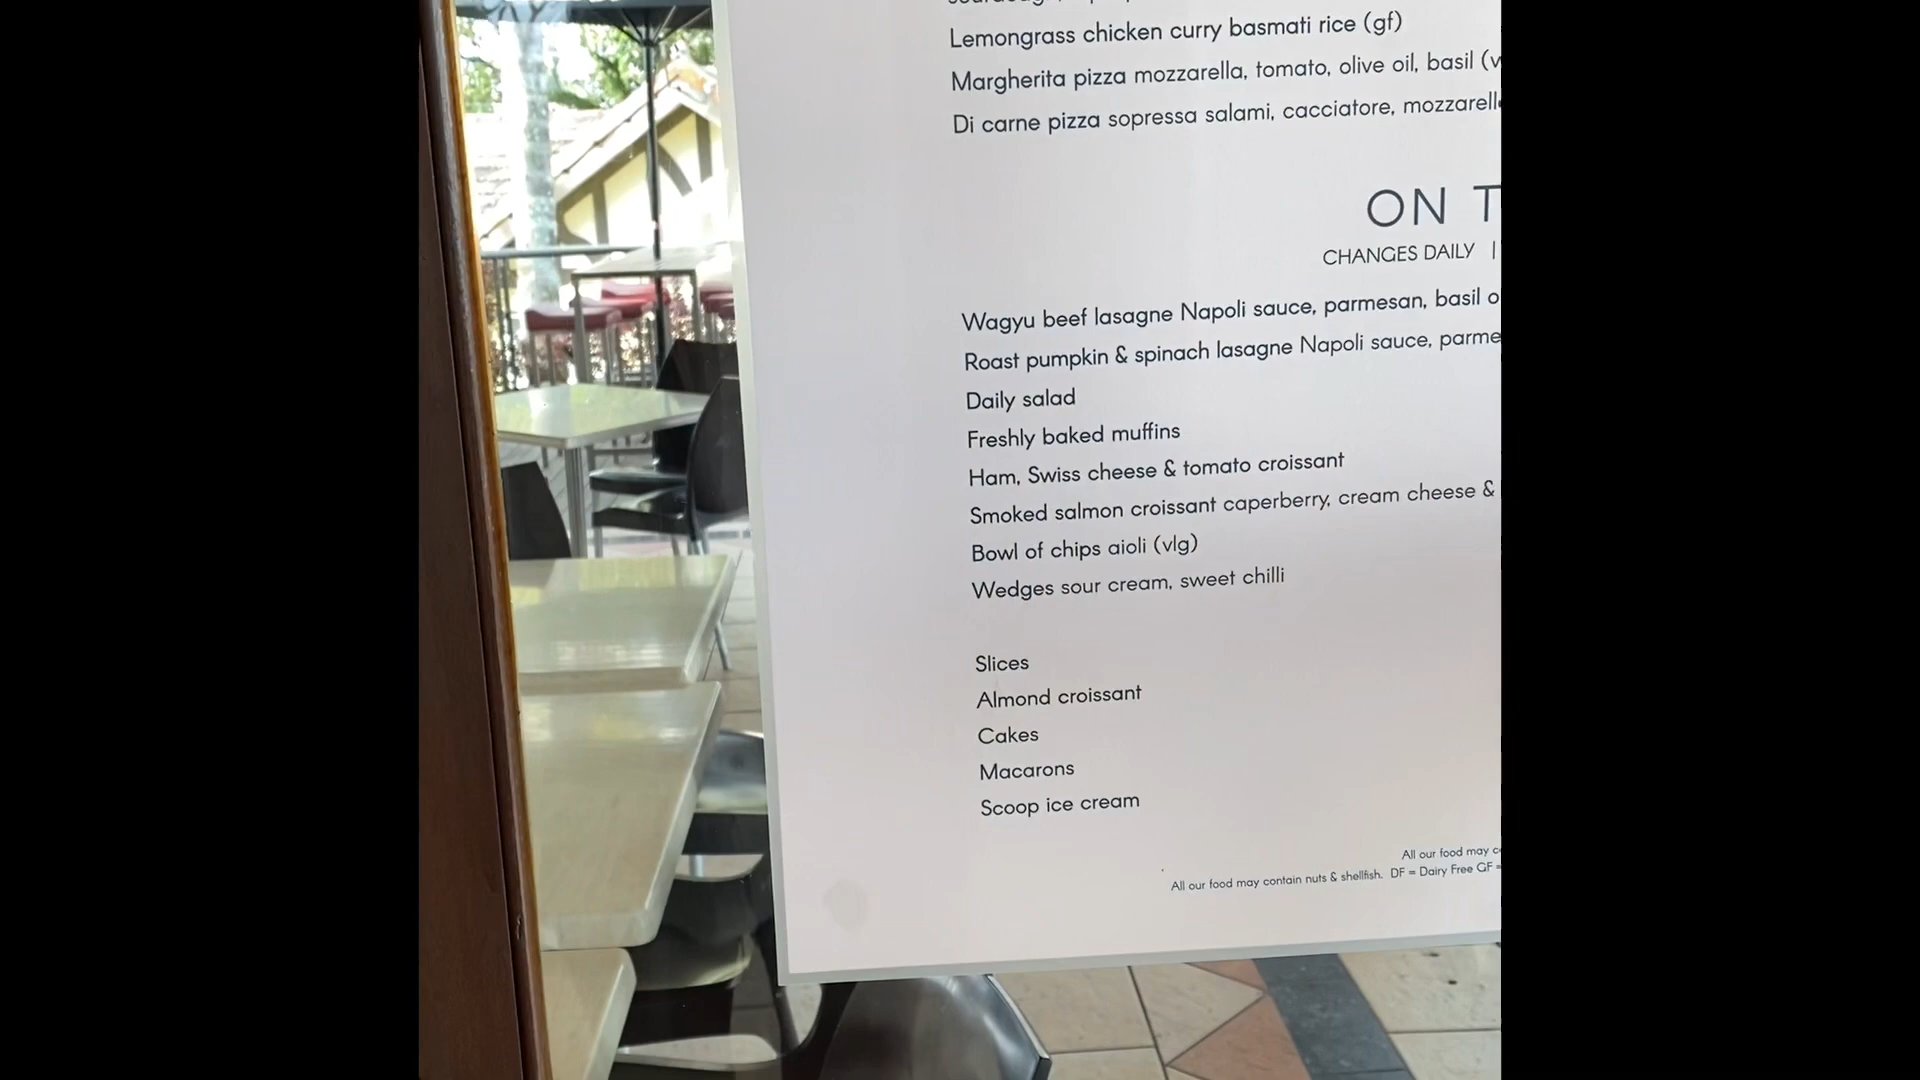 Lemongrass chicken curry basmati rice (gf)
Margherita pizza mozzarella, tomato, olive oil, basil (v
Di carne pizza sopressa salami, cacciatore, mozzarell
ON T
CHANGES DAILY |
Wagyu beef lasagne Napoli sauce, parmesan, basil o
Roast pumpkin & spinach lasagne Napoli sauce, parme
Daily salad
Freshly baked muffins
Ham, Swiss cheese & tomato croissant
Smoked salmon croissant caperberry, cream cheese &
Bowl of chips aioli (vlg)
Wedges sour cream, sweet chilli
Slices
Almond croissant
Cakes
Macarons
Scoop ice cream
All our food may c
All our food may contain nuts & shellfish. DF = Dairy Free GF =